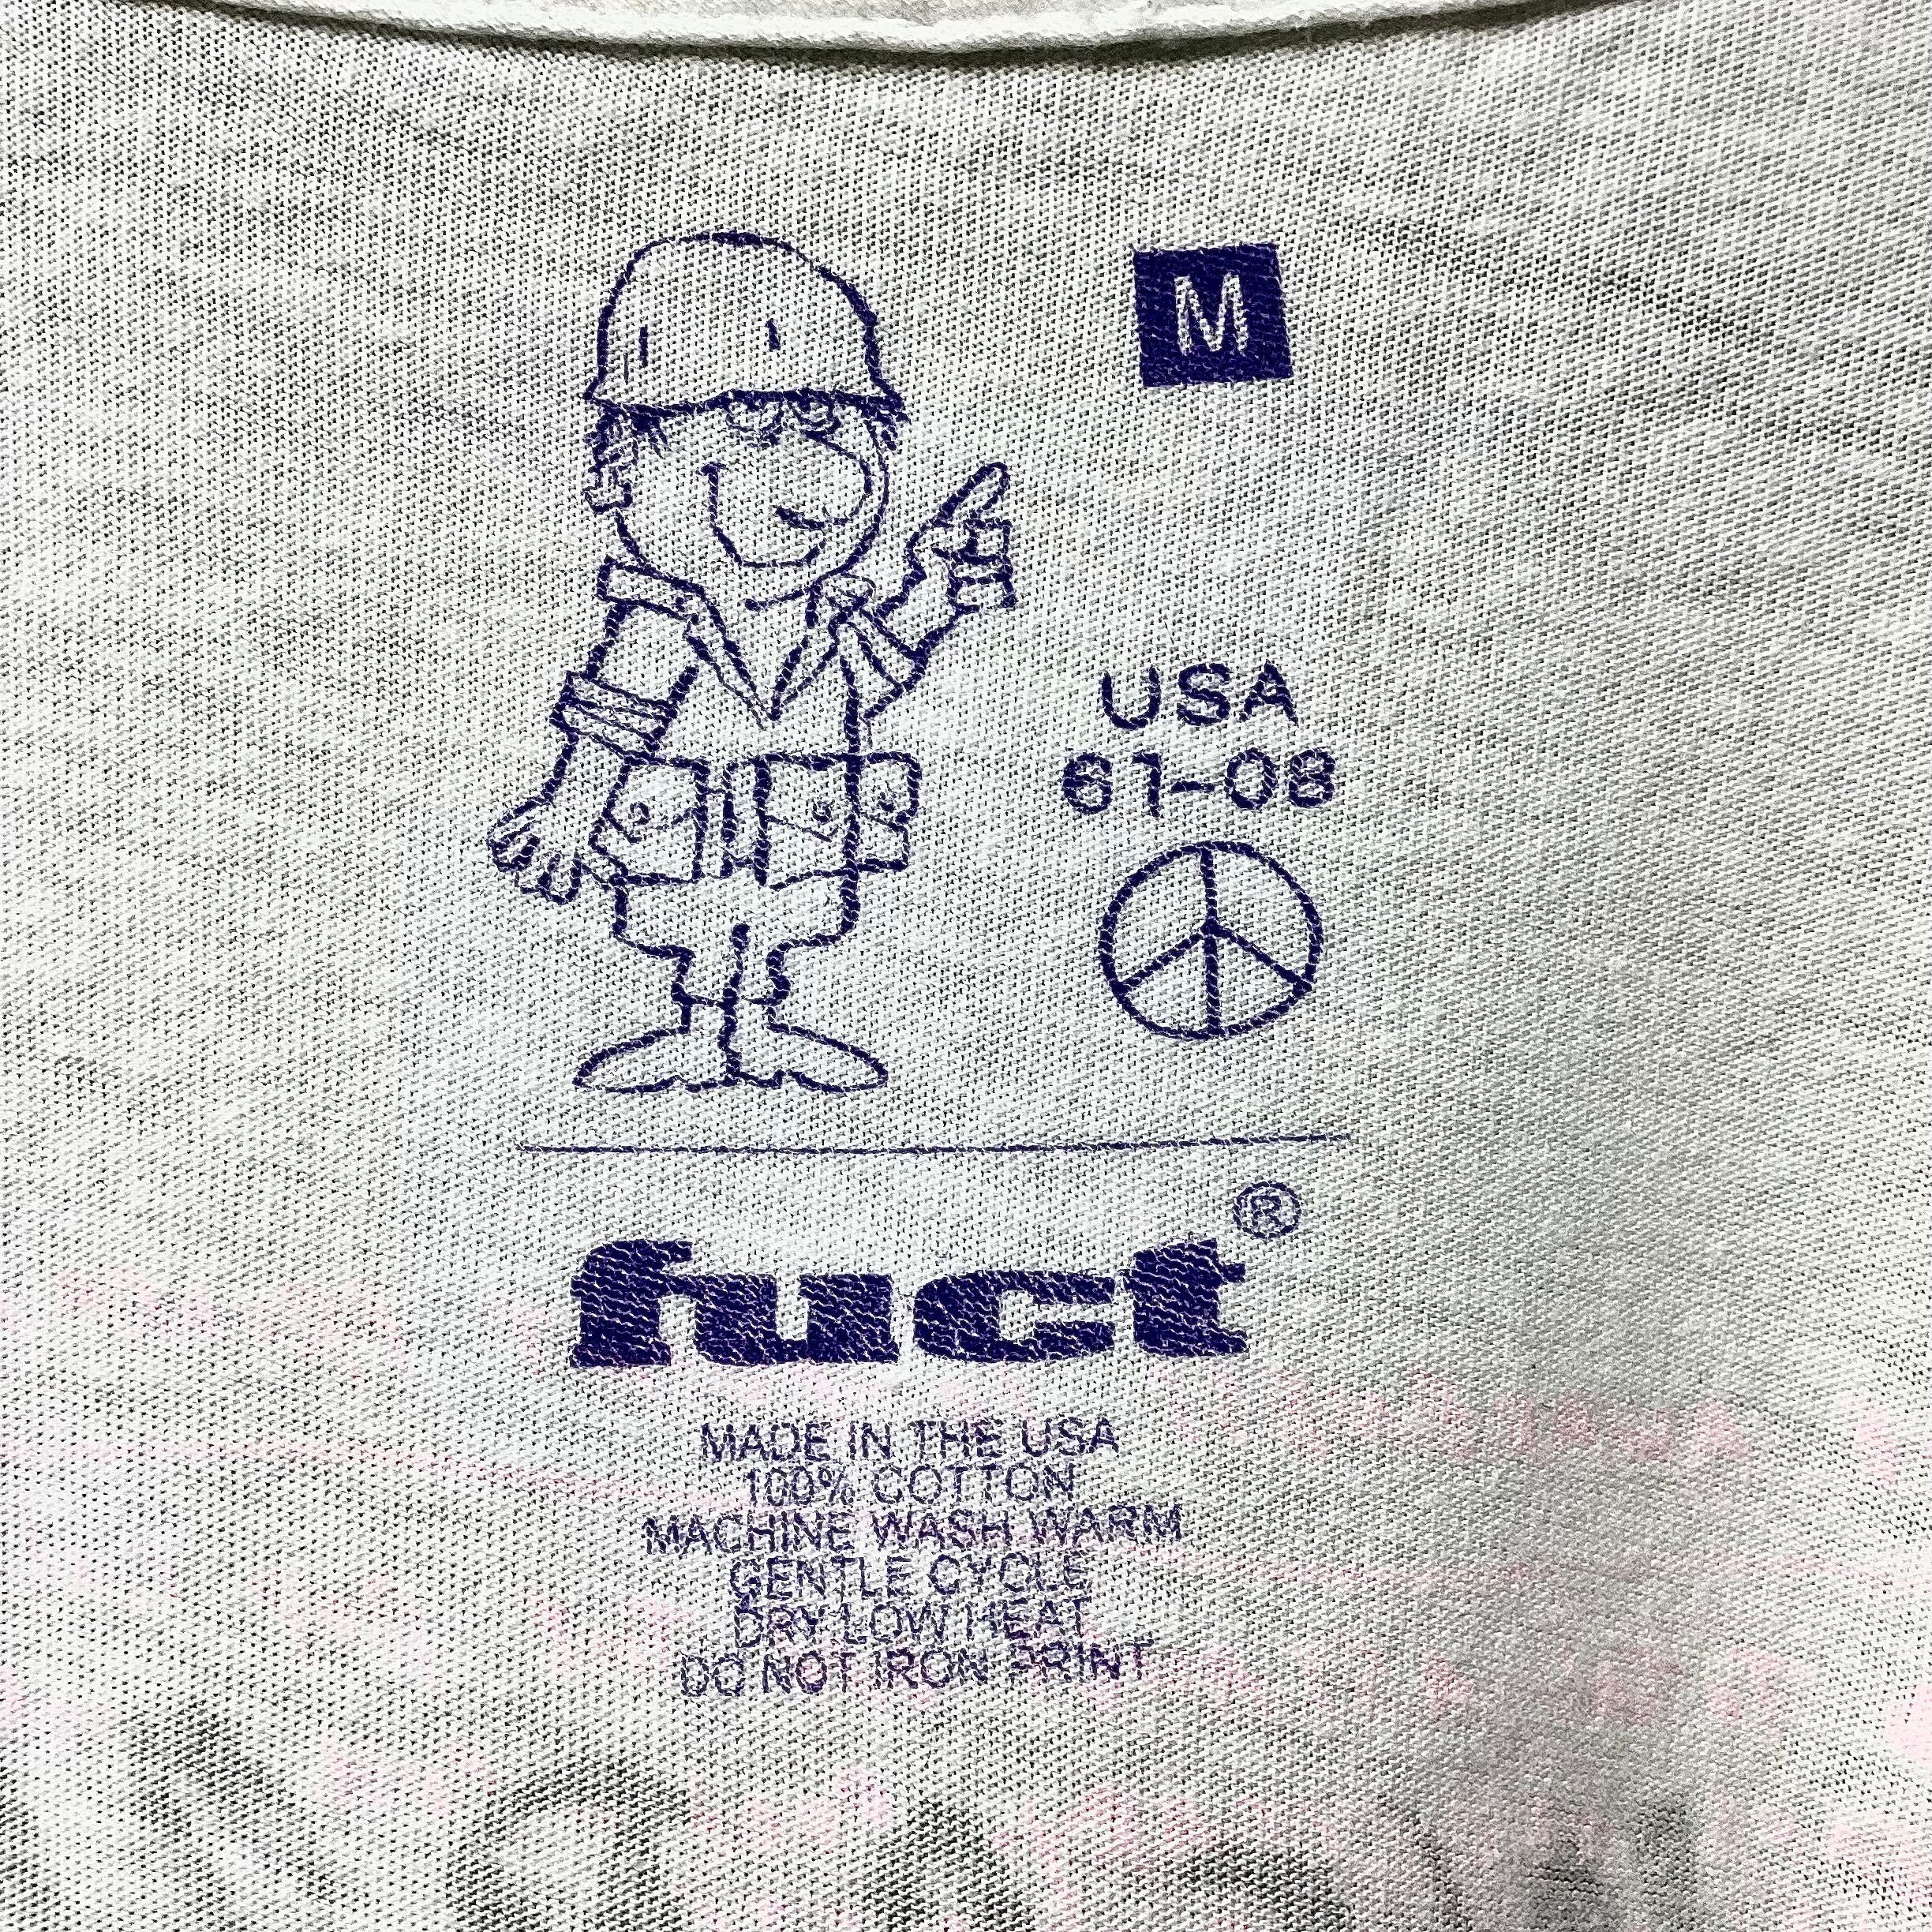 M
USA
61-08
fuct®
MADE IN THE USA
100% COTTON
MACHINE WASH WARM
GENTLE CYCLE
DRY LOW HEAT
DO NOT IRON PRINT